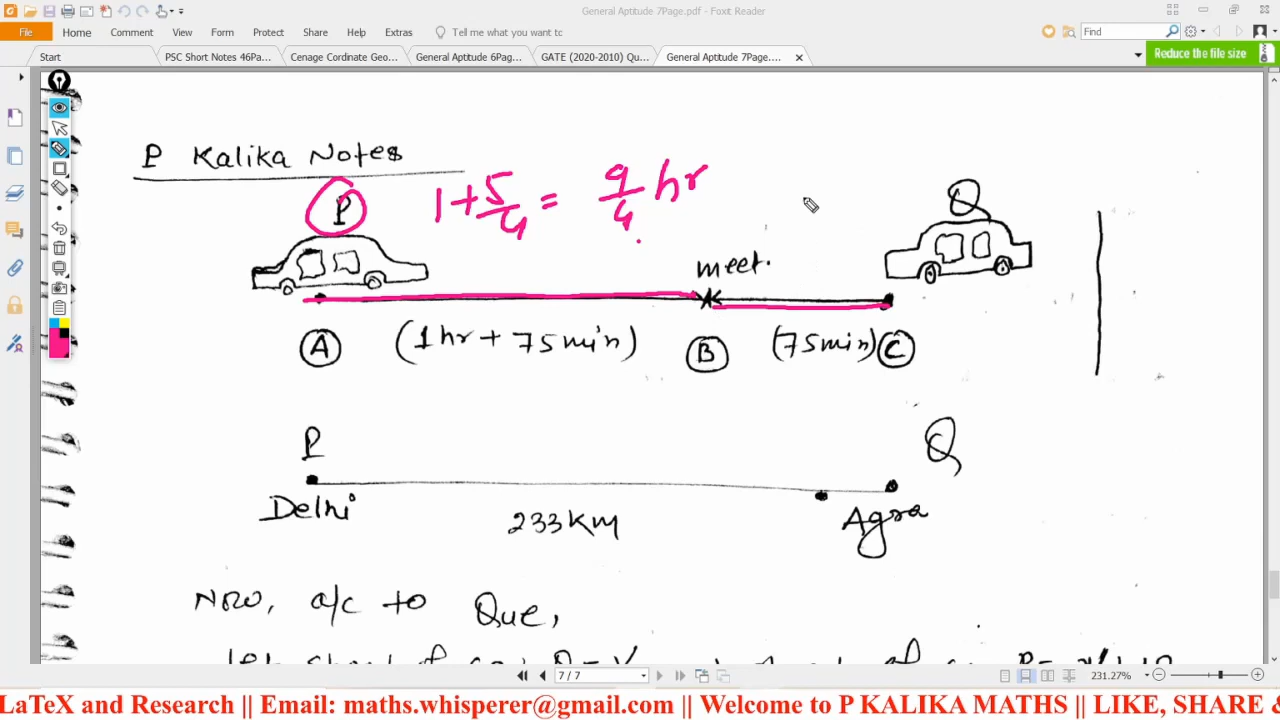 General Aptitude 7Page.pdf - Foxit Reader
File Home Comment View Form Protect Share Help Extras Tell me what you want tc Find
Start PSC Short Notes 46Pa... Cenage Cordinate Geo... General Aptitude 6Pag... GATE (2020-2010) Qu... General Aptitude 7Page.... Reduce the file size
P Kalika Notes
P 1+5/4 = 9/4 hr Q
meet.
A (1hr + 75min) B (75min) C
P Q
Delhi 233KM Agra
Now, a/c to Que,
7 / 7 231.27%
LaTeX and Research || Email: maths.whisperer@gmail.com || Welcome to P KALIKA MATHS || LIKE, SHARE &